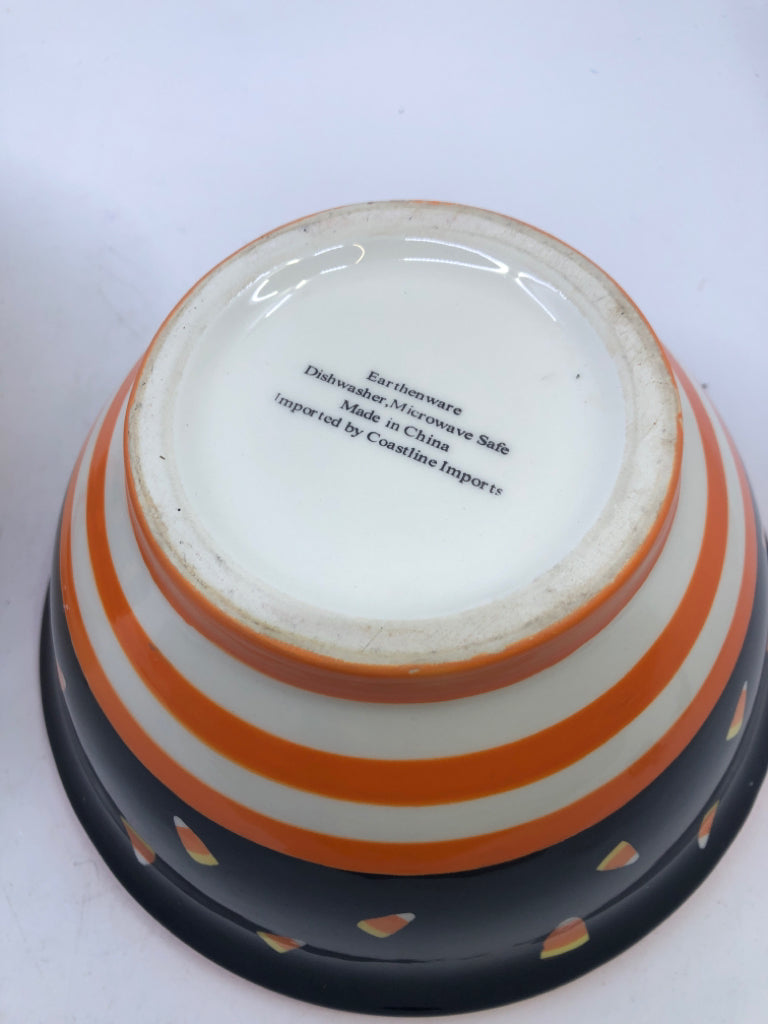 Earthenware
Dishwasher,Microwave Safe
Made in China
Imported by Coastline Imports